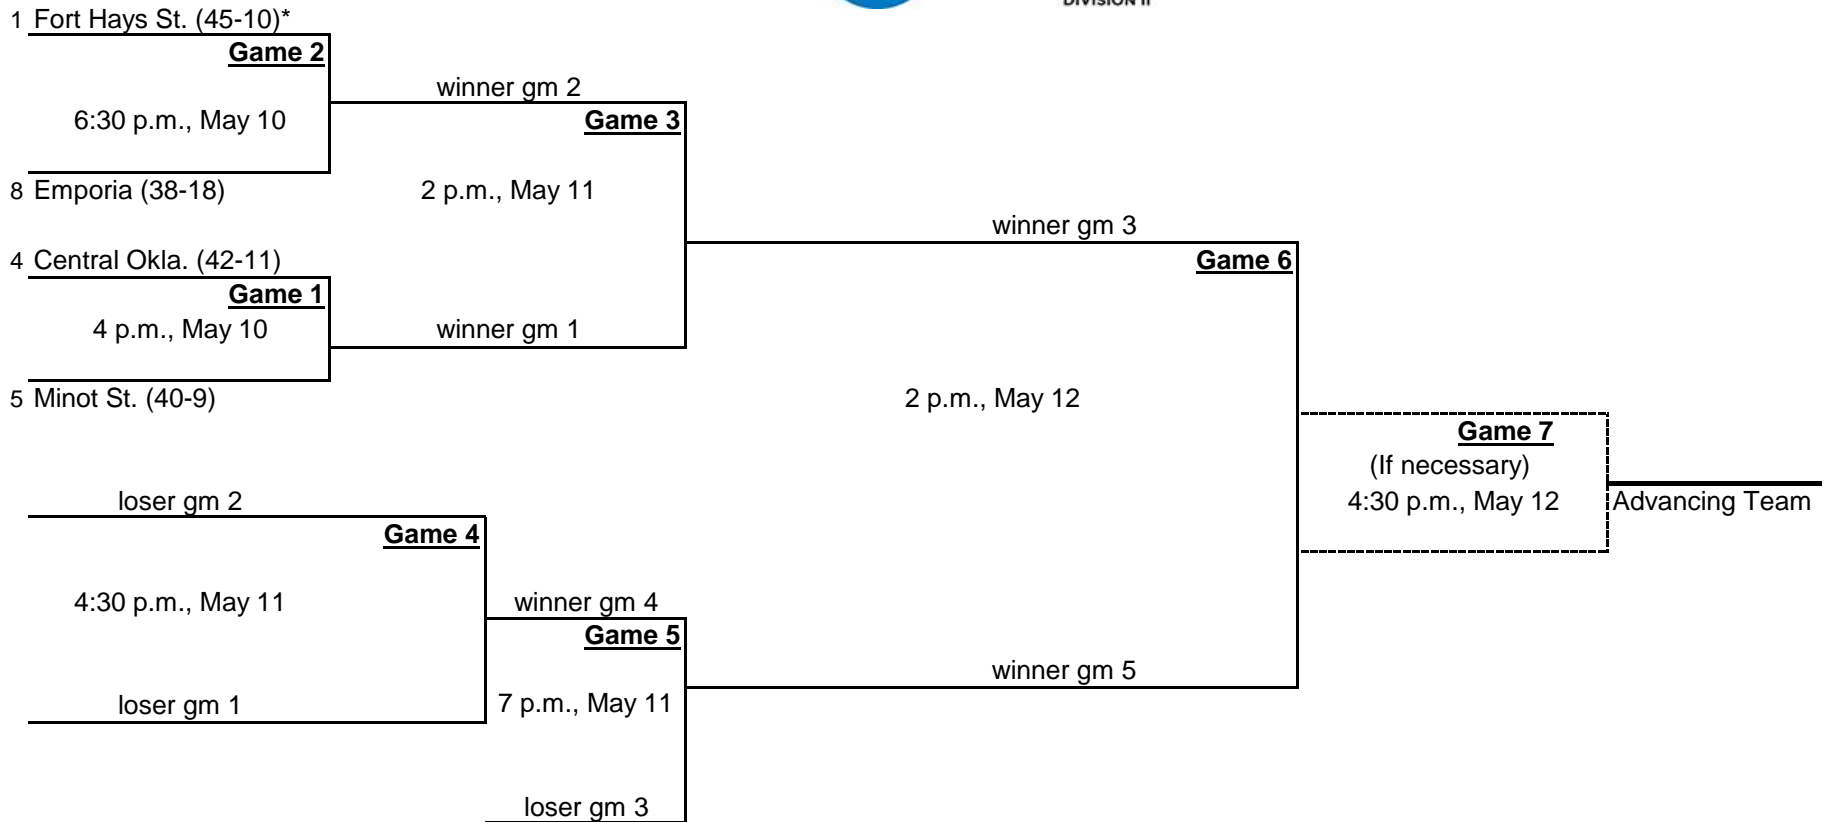 DIVISION II
1 Fort Hays St. (45-10)*
Game 2
winner gm 2
6:30 p.m., May 10
Game 3
8 Emporia (38-18)
2 p.m., May 11
winner gm 3
4 Central Okla. (42-11)
Game 6
Game 1
4 p.m., May 10
winner gm 1
5 Minot St. (40-9)
2 p.m., May 12
Game 7
(If necessary)
4:30 p.m., May 12
Advancing Team
loser gm 2
Game 4
4:30 p.m., May 11
winner gm 4
Game 5
winner gm 5
loser gm 1
7 p.m., May 11
loser gm 3